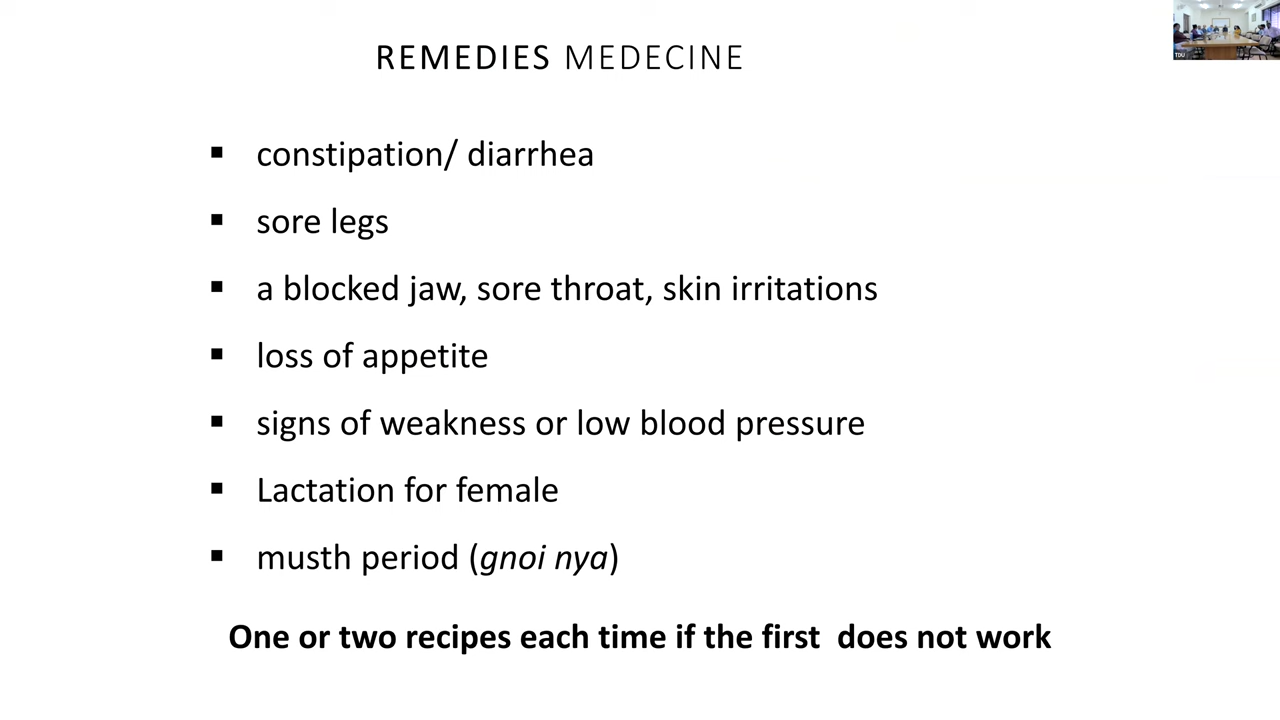 REMEDIES MEDECINE
TDU
▪ constipation/ diarrhea
▪ sore legs
▪ a blocked jaw, sore throat, skin irritations
▪ loss of appetite
▪ signs of weakness or low blood pressure
▪ Lactation for female
▪ musth period (gnoi nya)
One or two recipes each time if the first does not work